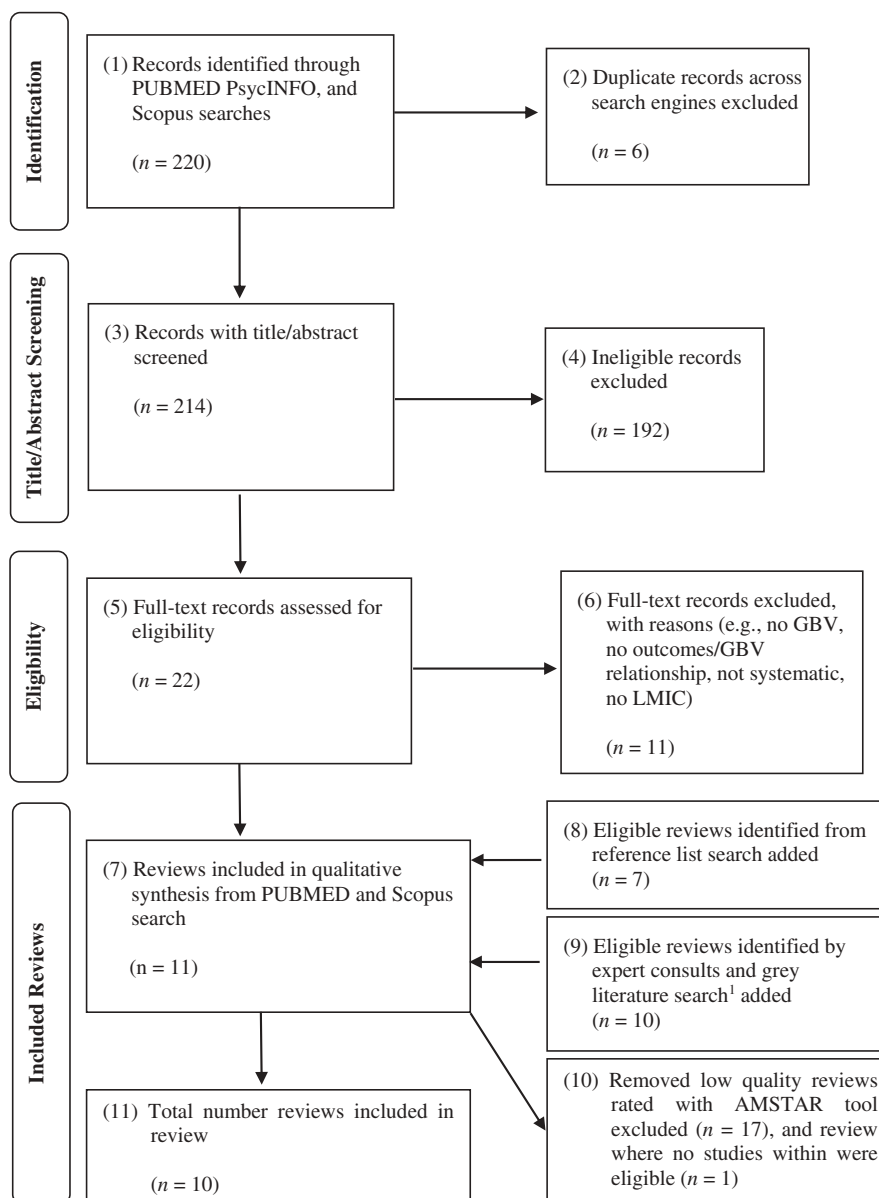 Identification
(1) Records identified through
PUBMED PsycINFO, and
Scopus searches
(n = 220)
(2) Duplicate records across
search engines excluded
(n = 6)
Title/Abstract Screening
(3) Records with title/abstract
screened
(n = 214)
(4) Ineligible records
excluded
(n = 192)
Eligibility
(5) Full-text records assessed for
eligibility
(n = 22)
(6) Full-text records excluded,
with reasons (e.g., no GBV,
no outcomes/GBV
relationship, not systematic,
no LMIC)
(n = 11)
Included Reviews
(7) Reviews included in qualitative
synthesis from PUBMED and Scopus
search
(n = 11)
(8) Eligible reviews identified from
reference list search added
(n = 7)
(9) Eligible reviews identified by
expert consults and grey
literature search¹ added
(n = 10)
(10) Removed low quality reviews
rated with AMSTAR tool
excluded (n = 17), and review
where no studies within were
eligible (n = 1)
(11) Total number reviews included in
review
(n = 10)